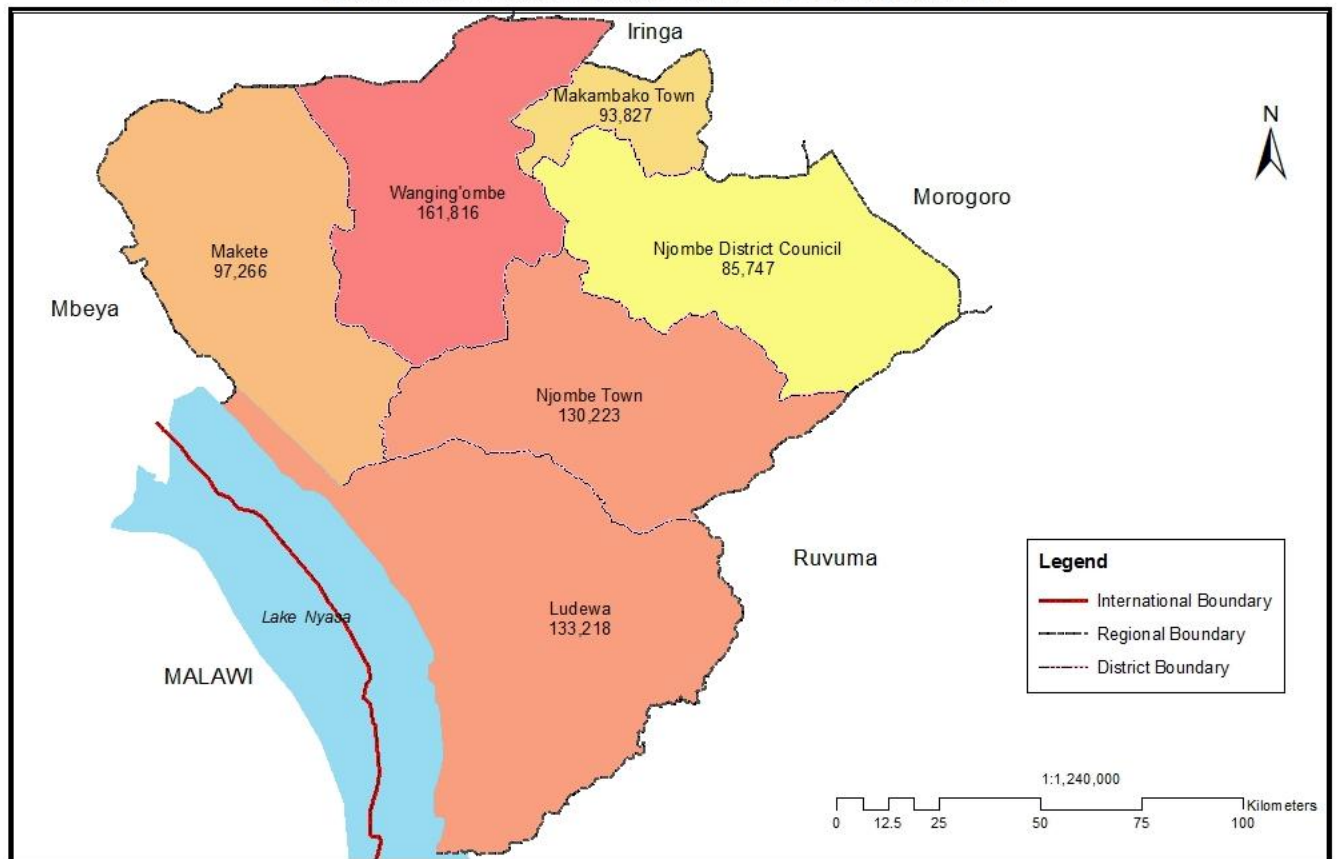 Iringa
Makambako Town
93,827
N
Wanging'ombe
161,816
Morogoro
Makete
97,266
Njombe District Counicil
85,747
Mbeya
Njombe Town
130,223
Ruvuma
Legend
International Boundary
Regional Boundary
District Boundary
Lake Nyasa
Ludewa
133,218
MALAWI
1:1,240,000
Kilometers
0 12.5 25 50 75 100